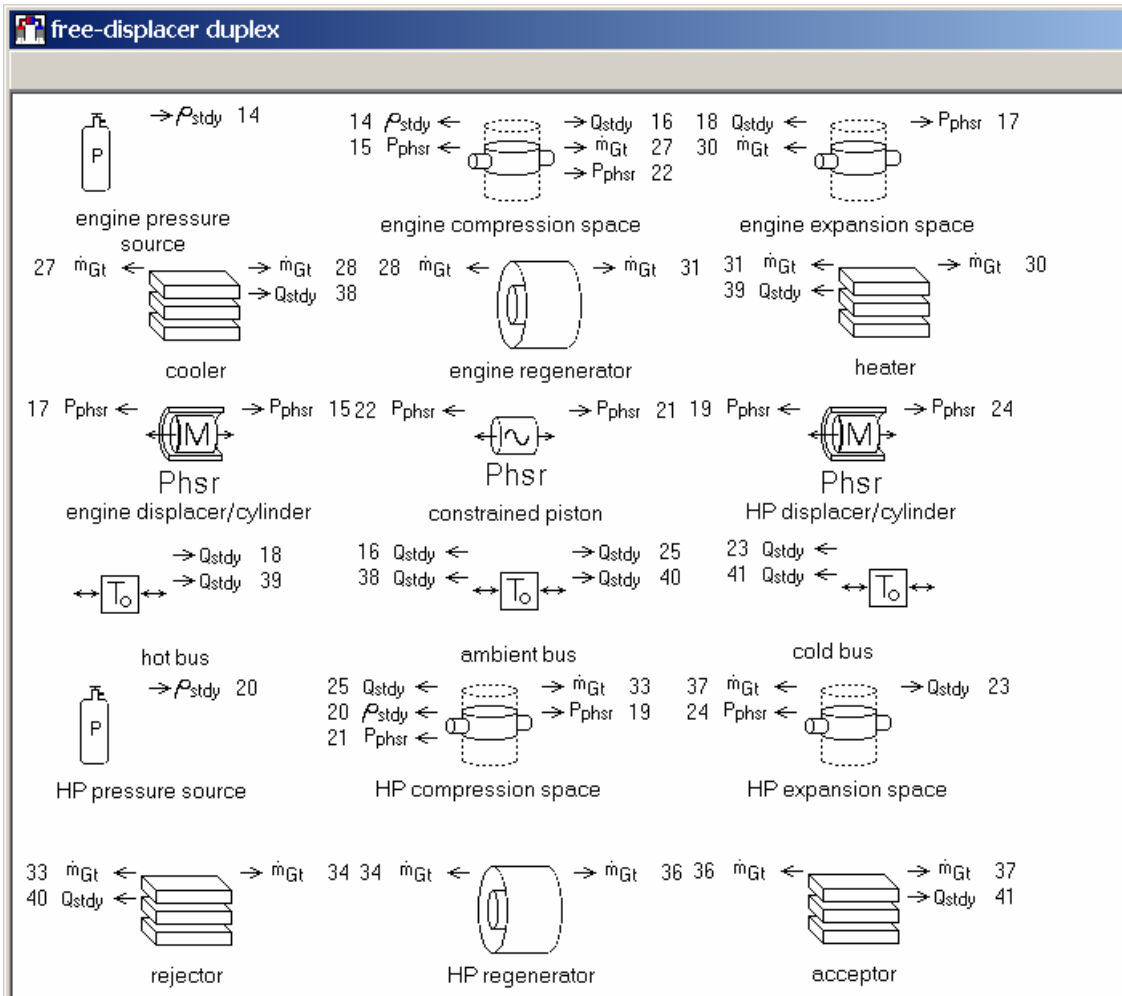 free-displacer duplex
→ ρstdy 14
14 ρstdy ← → Qstdy 16
18 Qstdy ← → Pphsr 17
15 Pphsr ← → ṁGt 27
30 ṁGt ←
→ Pphsr 22
P
engine pressure source
engine compression space
engine expansion space
27 ṁGt ← → ṁGt 28
→ Qstdy 38
28 ṁGt ← → ṁGt 31
31 ṁGt ← → ṁGt 30
39 Qstdy ←
cooler
engine regenerator
heater
17 Pphsr ← → Pphsr 15
22 Pphsr ← → Pphsr 21
19 Pphsr ← → Pphsr 24
M
M
Phsr
Phsr
Phsr
engine displacer/cylinder
constrained piston
HP displacer/cylinder
→ Qstdy 18
→ Qstdy 39
16 Qstdy ← → Qstdy 25
38 Qstdy ← → Qstdy 40
23 Qstdy ←
41 Qstdy ←
To
To
To
hot bus
ambient bus
cold bus
→ ρstdy 20
25 Qstdy ← → ṁGt 33
20 ρstdy ← → Pphsr 19
21 Pphsr ←
37 ṁGt ← → Qstdy 23
24 Pphsr ←
P
HP pressure source
HP compression space
HP expansion space
33 ṁGt ← → ṁGt 34
40 Qstdy ←
34 ṁGt ← → ṁGt 36
36 ṁGt ← → ṁGt 37
→ Qstdy 41
rejector
HP regenerator
acceptor